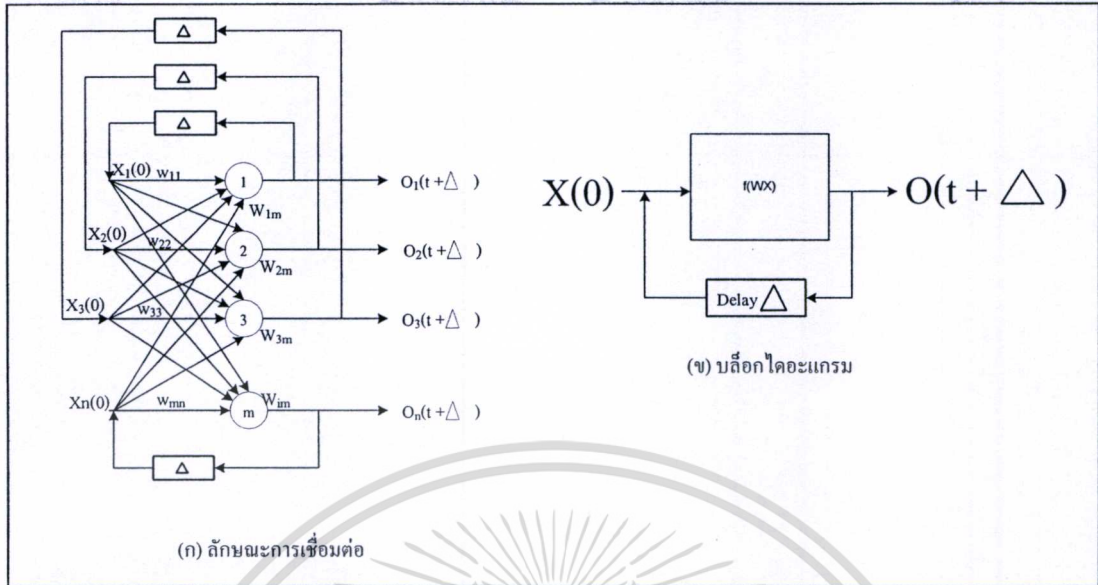 △
△
△
X₁(0) w₁₁ 1 O₁(t +△ )
W₁ₘ
X₂(0) w₂₂ 2 O₂(t +△ )
W₂ₘ
X₃(0) w₃₃ 3 O₃(t +△ )
W₃ₘ
Xn(0) wₘₙ m Wᵢₘ Oₙ(t +△ )
△
(ก) ลักษณะการเชื่อมต่อ
X(0) f(WX) O(t + △ )
Delay △
(ข) บล็อกไดอะแกรม